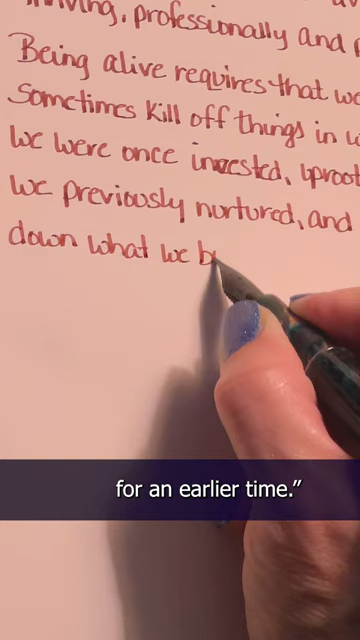 thriving, professionally and
Being alive requires that we
sometimes kill off things in
we were once invested, uproot
we previously nurtured, and
down what we b
for an earlier time.”